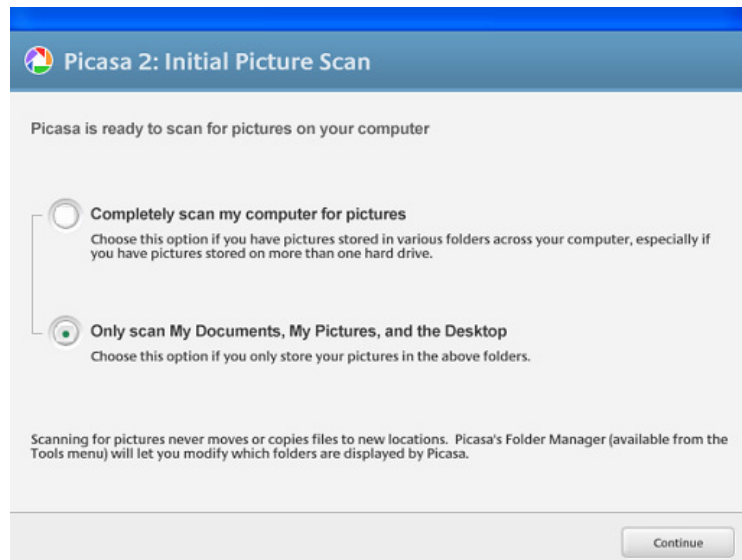 Picasa 2: Initial Picture Scan
Picasa is ready to scan for pictures on your computer
Completely scan my computer for pictures
Choose this option if you have pictures stored in various folders across your computer, especially if
you have pictures stored on more than one hard drive.
Only scan My Documents, My Pictures, and the Desktop
Choose this option if you only store your pictures in the above folders.
Scanning for pictures never moves or copies files to new locations. Picasa's Folder Manager (available from the
Tools menu) will let you modify which folders are displayed by Picasa.
Continue